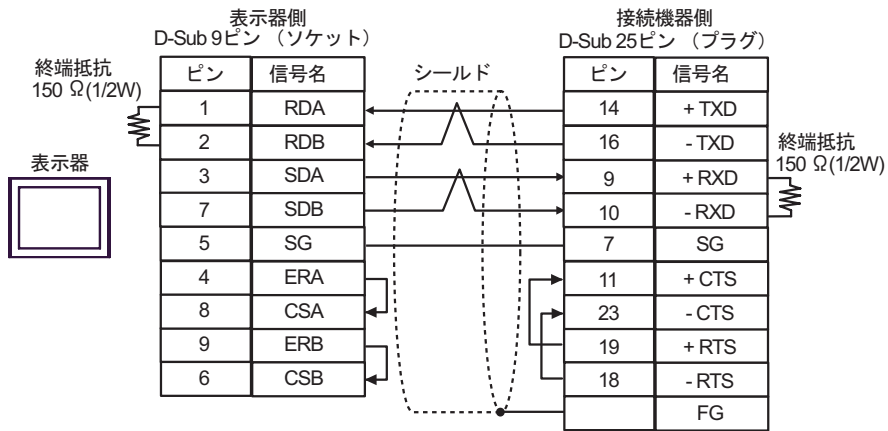 表示器側
D-Sub 9ピン （ソケット）
接続機器側
D-Sub 25ピン （プラグ）
終端抵抗
150 Ω(1/2W)
シールド
ピン 信号名
1 RDA
2 RDB
3 SDA
7 SDB
5 SG
4 ERA
8 CSA
9 ERB
6 CSB
表示器
ピン 信号名
14 + TXD
16 - TXD
9 + RXD
10 - RXD
7 SG
11 + CTS
23 - CTS
19 + RTS
18 - RTS
FG
終端抵抗
150 Ω(1/2W)